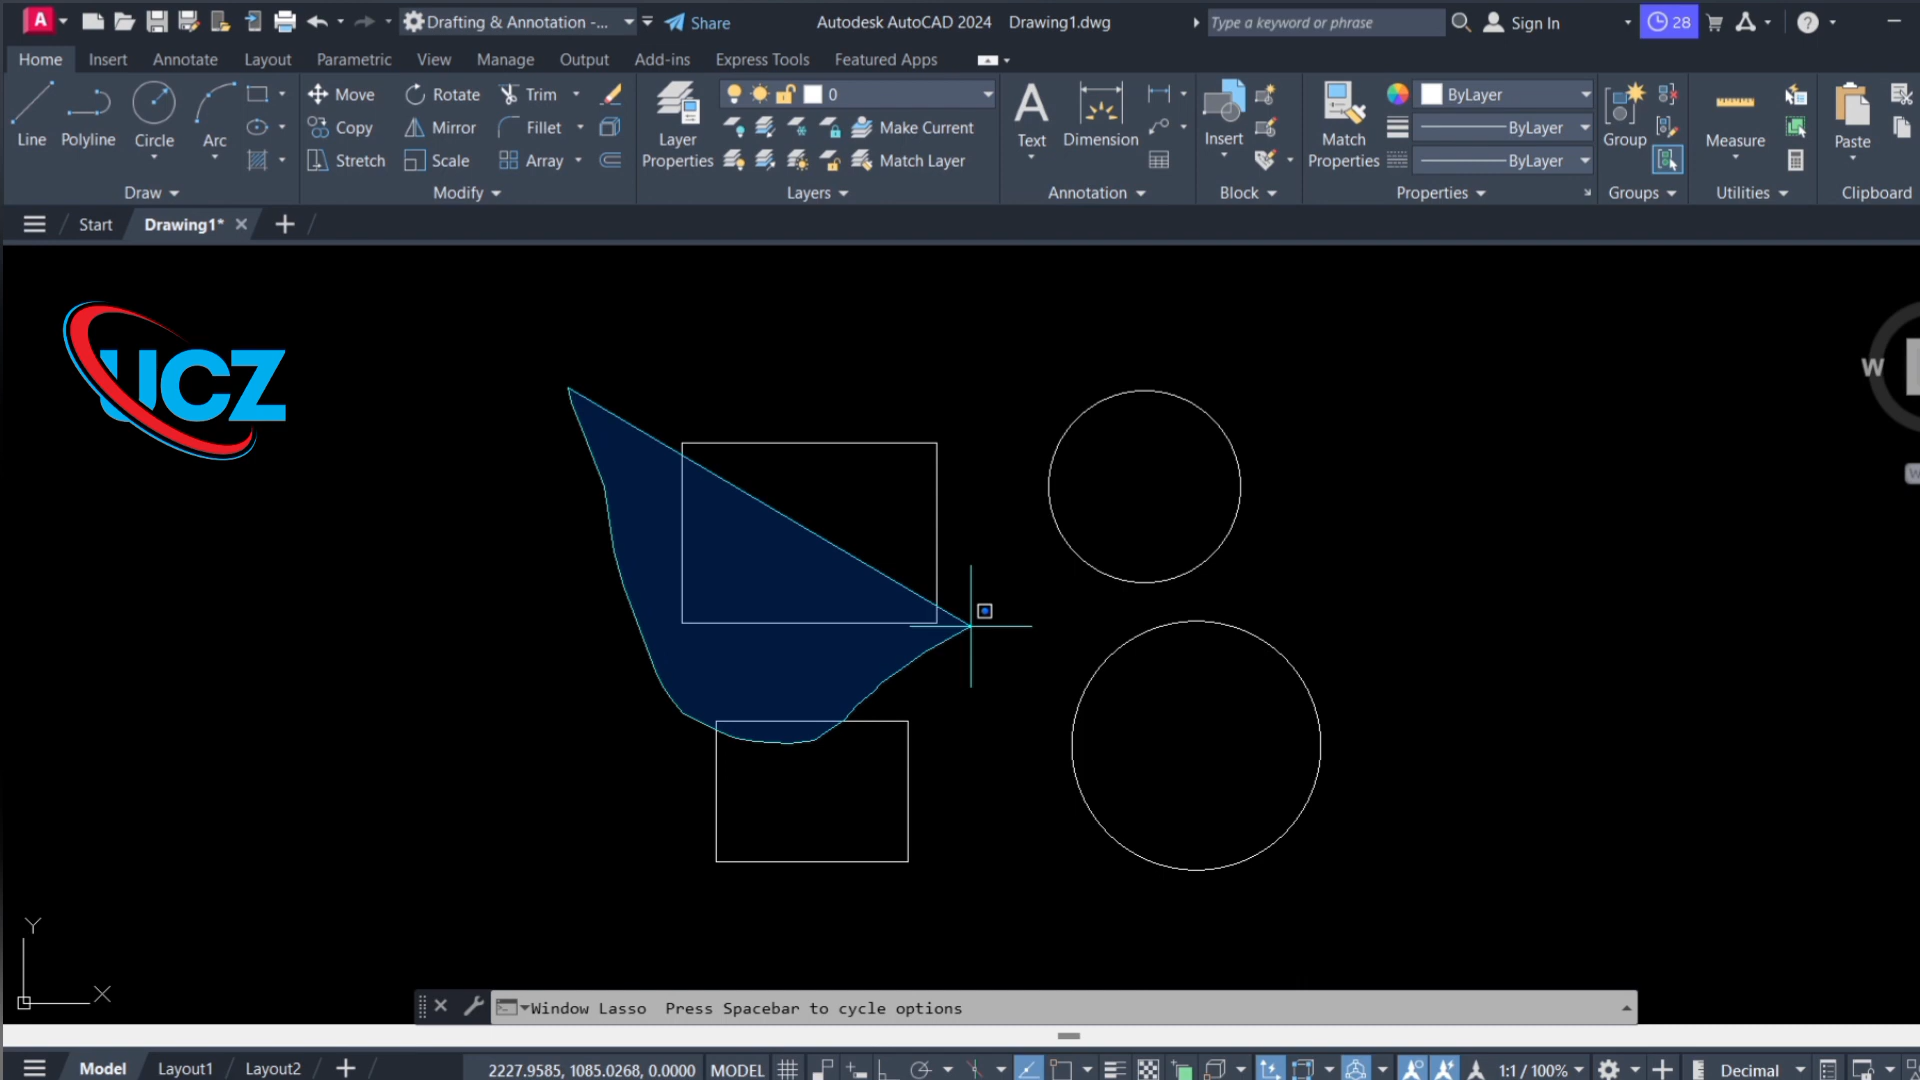 A Drafting & Annotation -... Share Autodesk AutoCAD 2024 Drawing1.dwg Type a keyword or phrase Sign In 28 ?
Home Insert Annotate Layout Parametric View Manage Output Add-ins Express Tools Featured Apps
Line Polyline Circle Arc
Move Rotate Trim
Copy Mirror Fillet
Stretch Scale Array
Layer Properties
0
Make Current
Match Layer
A Text Dimension
Insert
Match Properties
ByLayer
ByLayer
ByLayer
Group
Measure
Paste
Draw Modify Layers Annotation Block Properties Groups Utilities Clipboard
Start Drawing1*
UCZ
W
Y
X
Window Lasso Press Spacebar to cycle options
Model Layout1 Layout2 2227.9585, 1085.0268, 0.0000 MODEL 1:1 / 100% Decimal